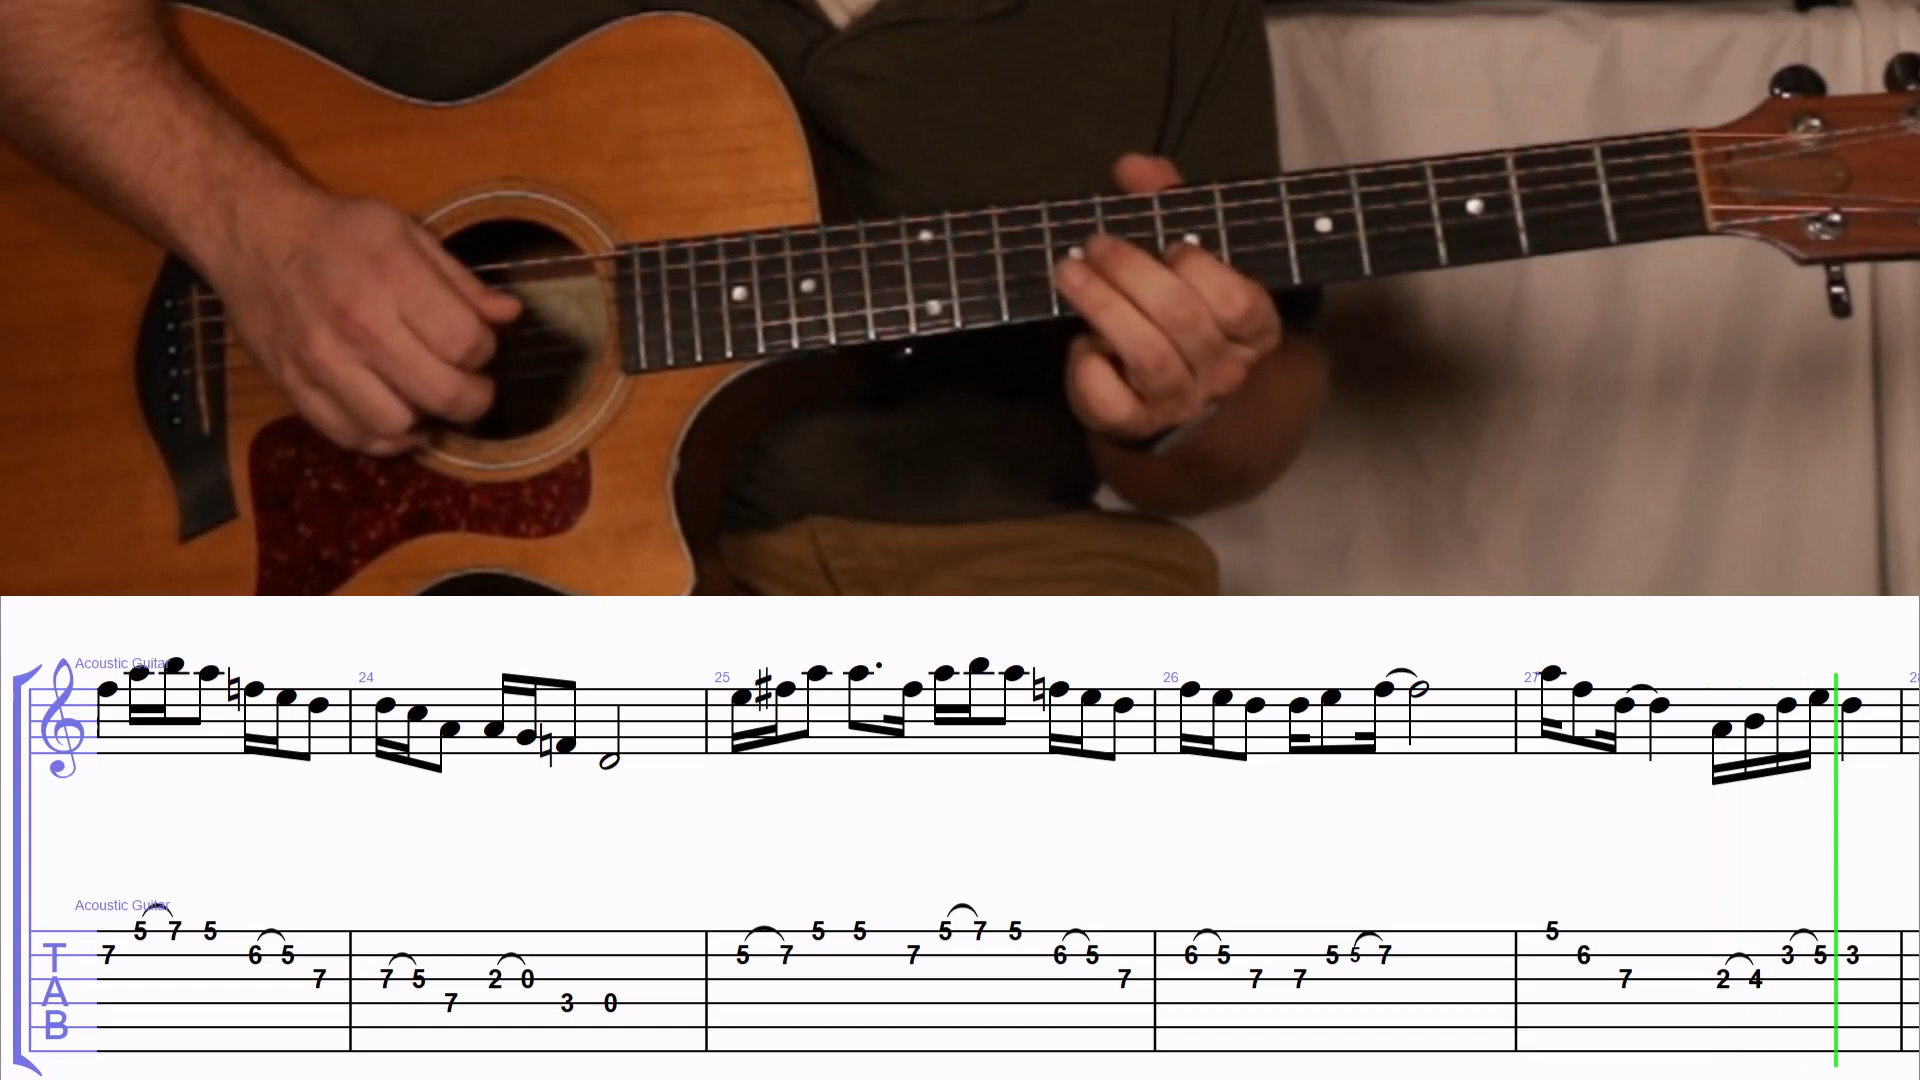 Acoustic Guitar
24 25 26 27 28
Acoustic Guitar
5 7 5 5 5 5 7 5 5
7 6 5 5 7 7 6 5 6 5 5 5 7 6 3 5 3
T
7 7 5 2 0 7 7 7 7 2 4
A
7 3 0
B